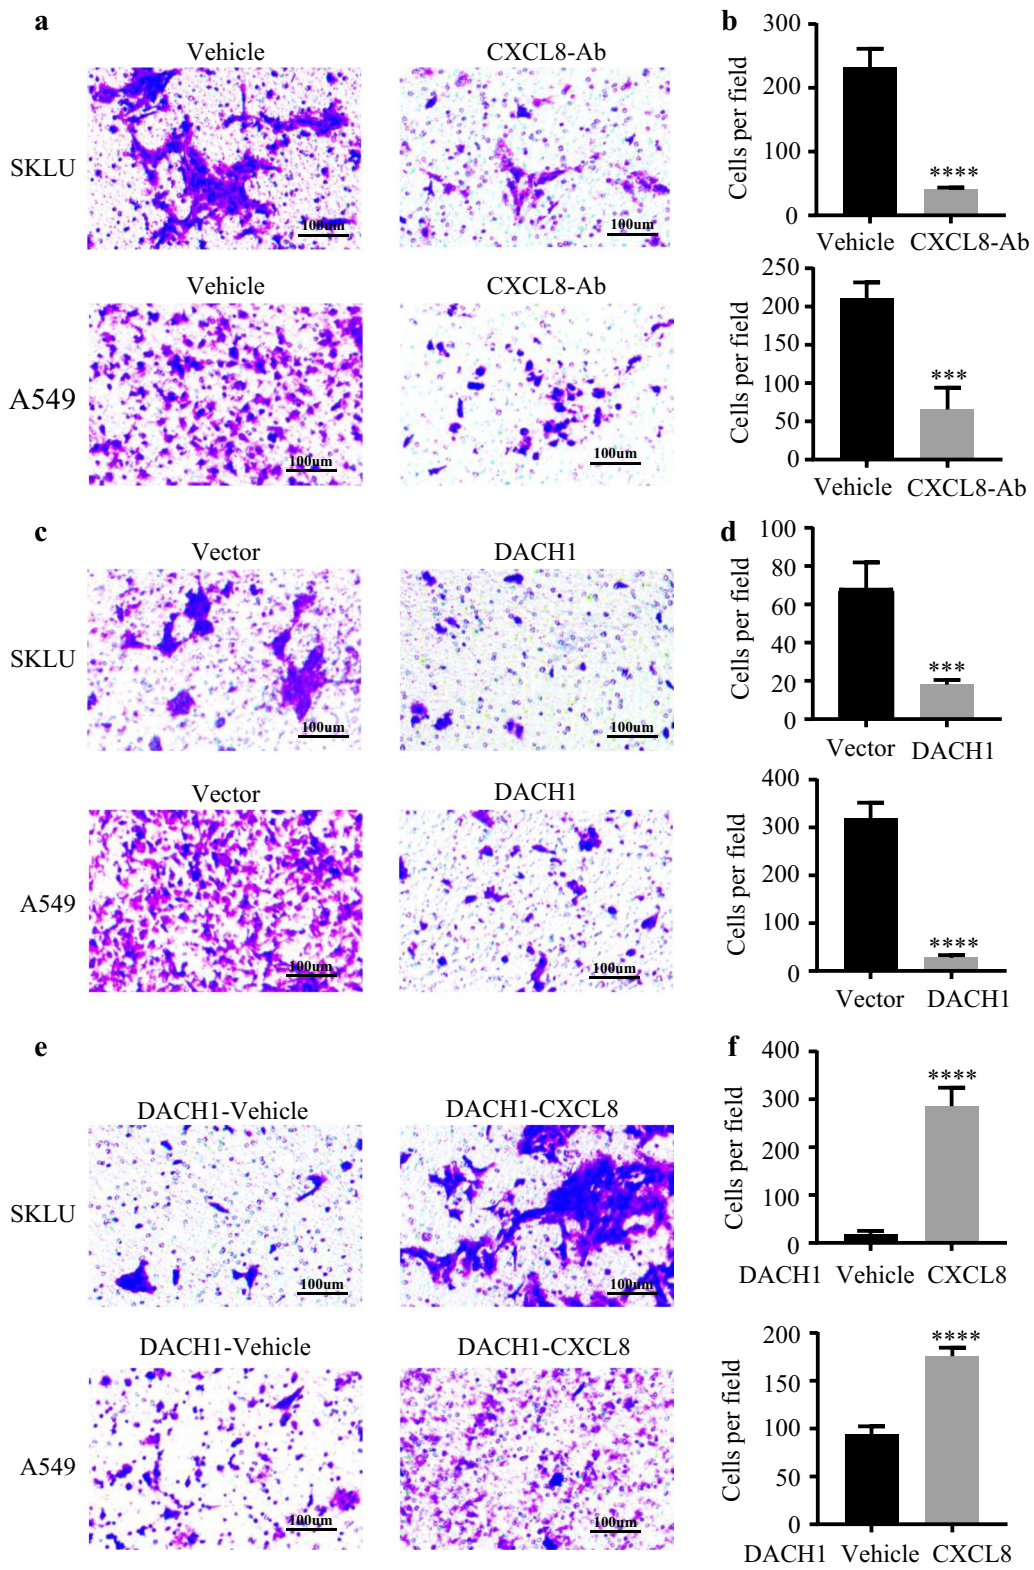 a
Vehicle
CXCL8-Ab
SKLU
100um
100um
Vehicle
CXCL8-Ab
A549
100um
100um
b
300
200
100
0
Cells per field
****
Vehicle CXCL8-Ab
250
200
150
100
50
0
Cells per field
***
Vehicle CXCL8-Ab
c
Vector
DACH1
SKLU
100um
100um
Vector
DACH1
A549
100um
100um
d
100
80
60
40
20
0
Cells per field
***
Vector DACH1
400
300
200
100
0
Cells per field
****
Vector DACH1
e
DACH1-Vehicle
DACH1-CXCL8
SKLU
100um
100um
DACH1-Vehicle
DACH1-CXCL8
A549
100um
100um
f
400
300
200
100
0
Cells per field
****
DACH1 Vehicle CXCL8
200
150
100
50
0
Cells per field
****
DACH1 Vehicle CXCL8